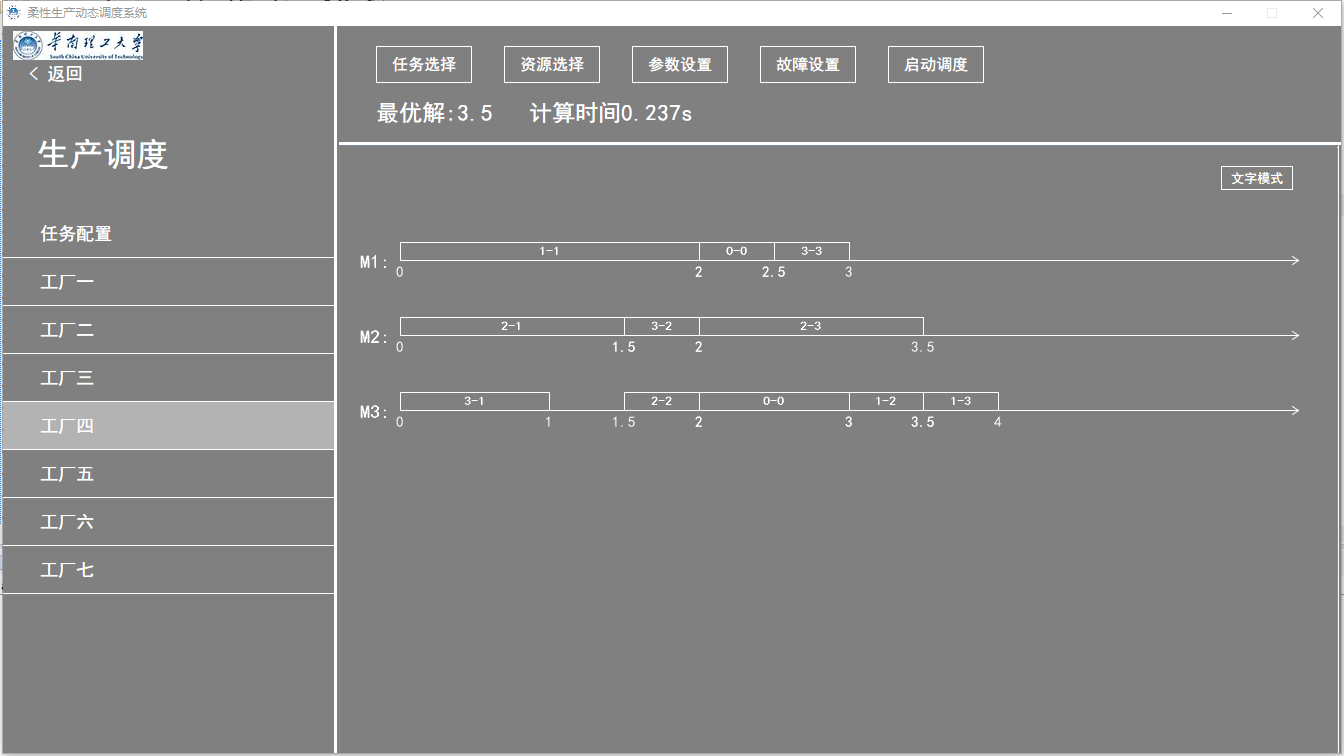 柔性生产动态调度系统
华南理工大学
South China University of Technology
返回
生产调度
任务配置
工厂一
工厂二
工厂三
工厂四
工厂五
工厂六
工厂七
任务选择 资源选择 参数设置 故障设置 启动调度
最优解:3.5 计算时间0.237s
文字模式
1-1 0-0 3-3
M1:
0 2 2.5 3
2-1 3-2 2-3
M2:
0 1.5 2 3.5
3-1 2-2 0-0 1-2 1-3
M3:
0 1 1.5 2 3 3.5 4